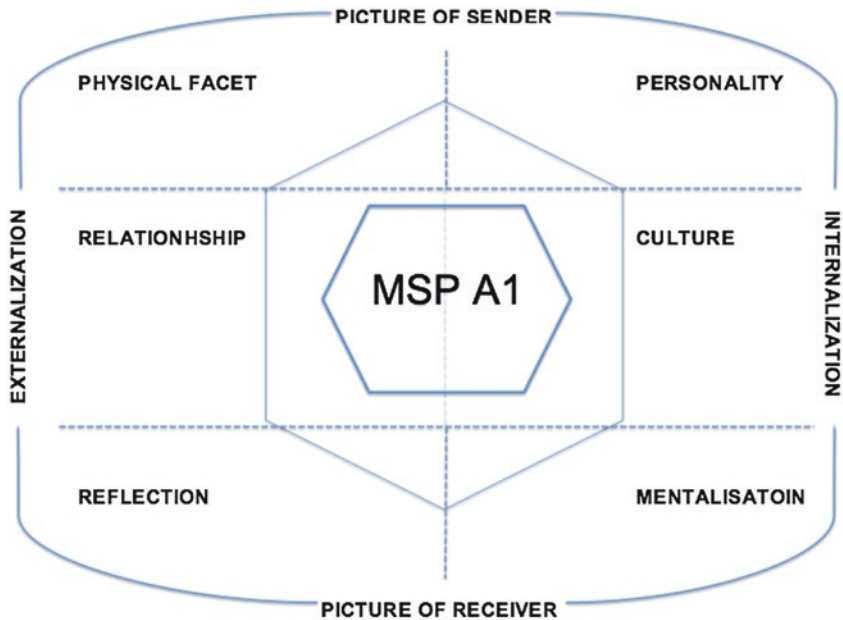 PICTURE OF SENDER
PHYSICAL FACET
PERSONALITY
EXTERNALIZATION
RELATIONHSHIP
MSP A1
CULTURE
INTERNALIZATION
REFLECTION
MENTALISATOIN
PICTURE OF RECEIVER